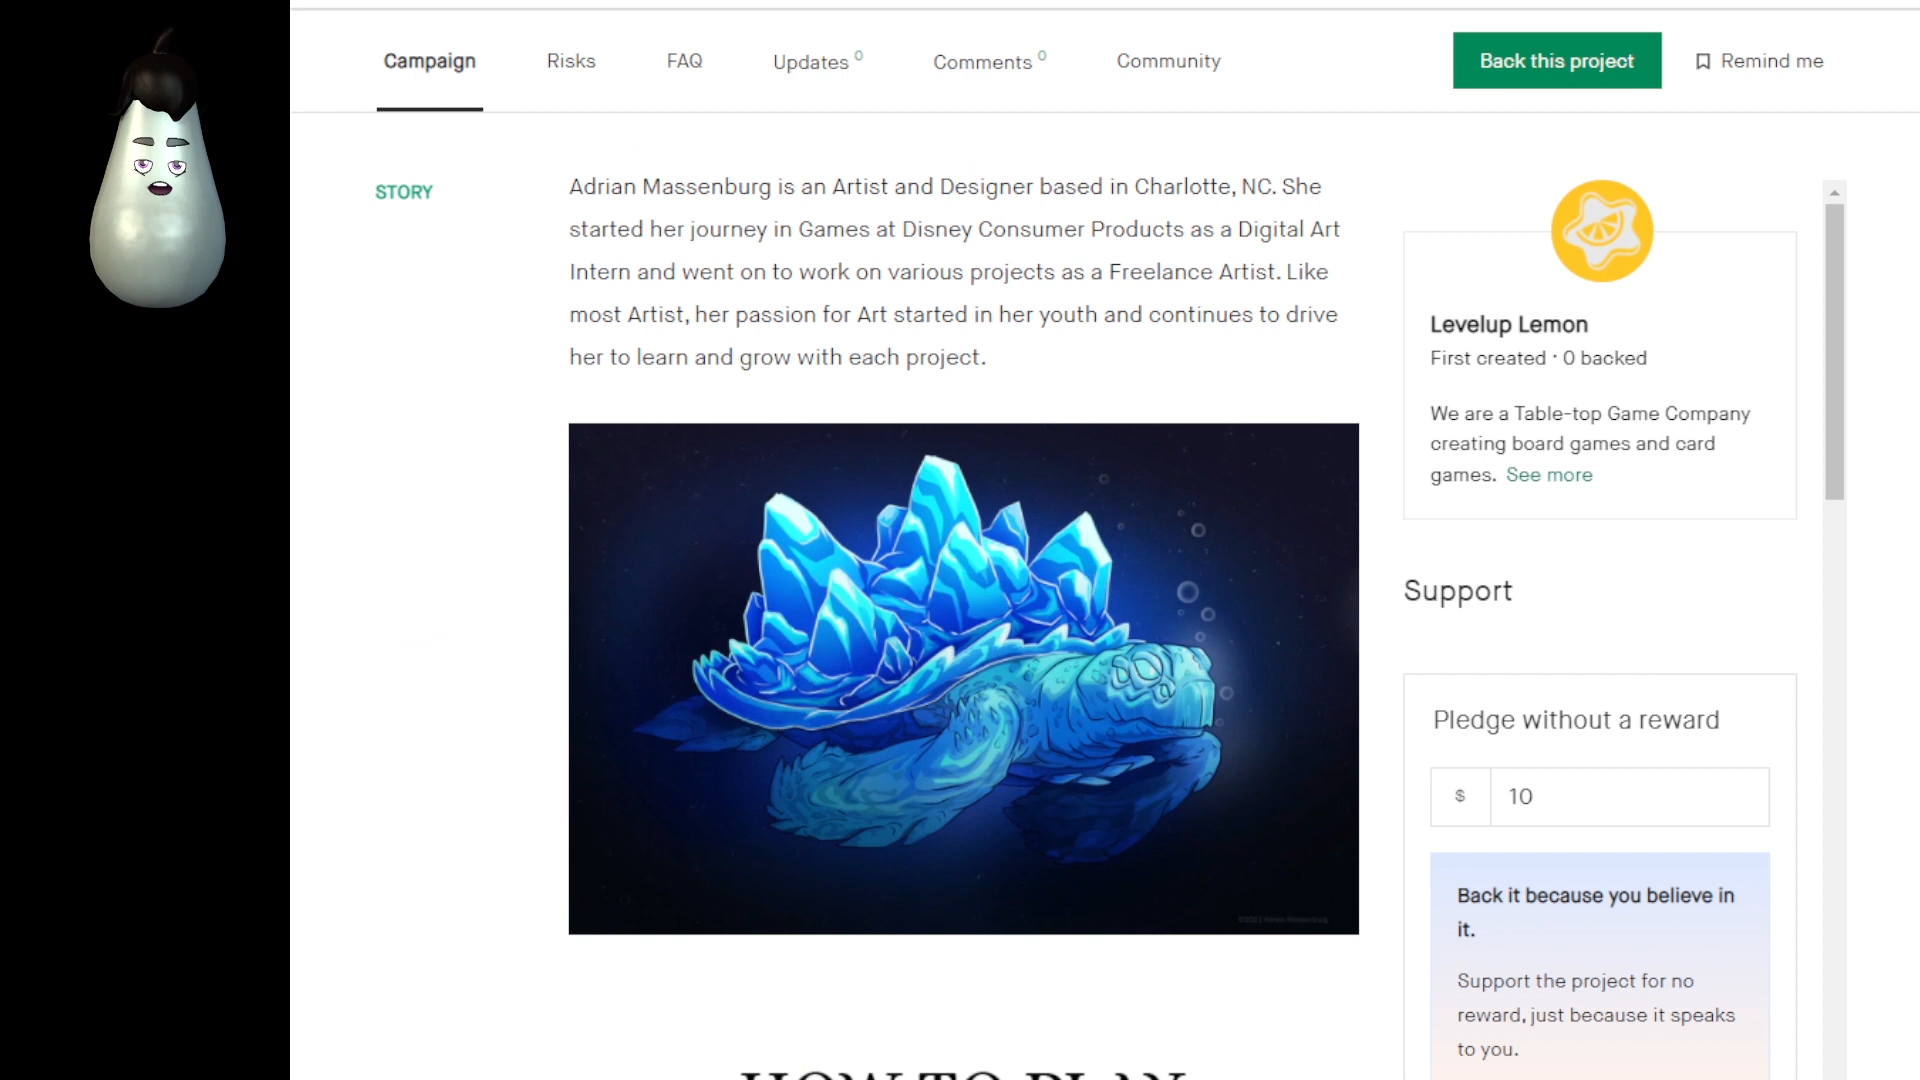 Campaign
Risks
FAQ
Updates 0
Comments 0
Community
Back this project
Remind me
STORY
Adrian Massenburg is an Artist and Designer based in Charlotte, NC. She
started her journey in Games at Disney Consumer Products as a Digital Art
Intern and went on to work on various projects as a Freelance Artist. Like
most Artist, her passion for Art started in her youth and continues to drive
her to learn and grow with each project.
HOW TO PLAY
Levelup Lemon
First created · 0 backed
We are a Table-top Game Company
creating board games and card
games. See more
Support
Pledge without a reward
$ 10
Back it because you believe in
it.
Support the project for no
reward, just because it speaks
to you.